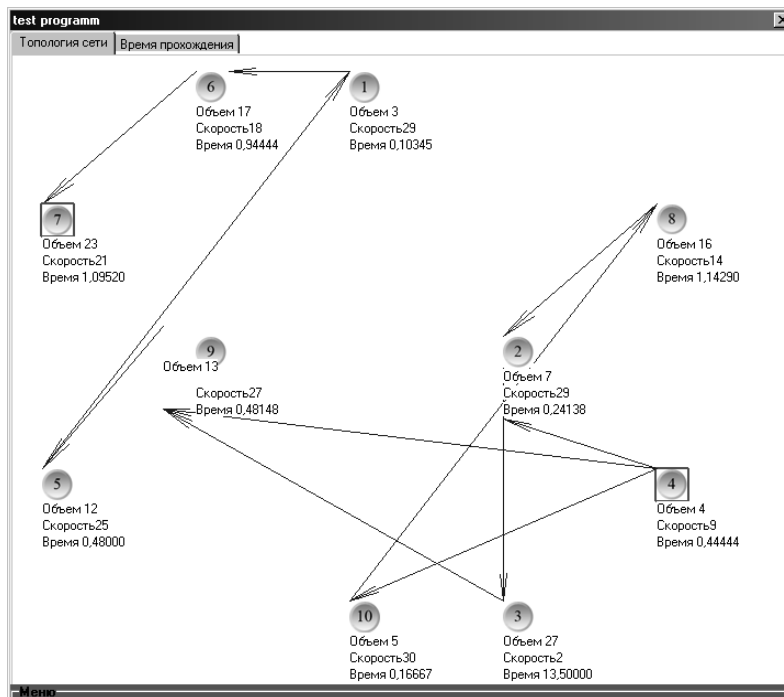 test programm
Топология сети Время прохождения
6
Объем 17
Скорость18
Время 0,94444
1
Объем 3
Скорость29
Время 0,10345
7
Объем 23
Скорость21
Время 1,09520
8
Объем 16
Скорость14
Время 1,14290
9
Объем 13
Скорость27
Время 0,48148
2
Объем 7
Скорость29
Время 0,24138
5
Объем 12
Скорость25
Время 0,48000
4
Объем 4
Скорость9
Время 0,44444
10
Объем 5
Скорость30
Время 0,16667
3
Объем 27
Скорость2
Время 13,50000
Меню